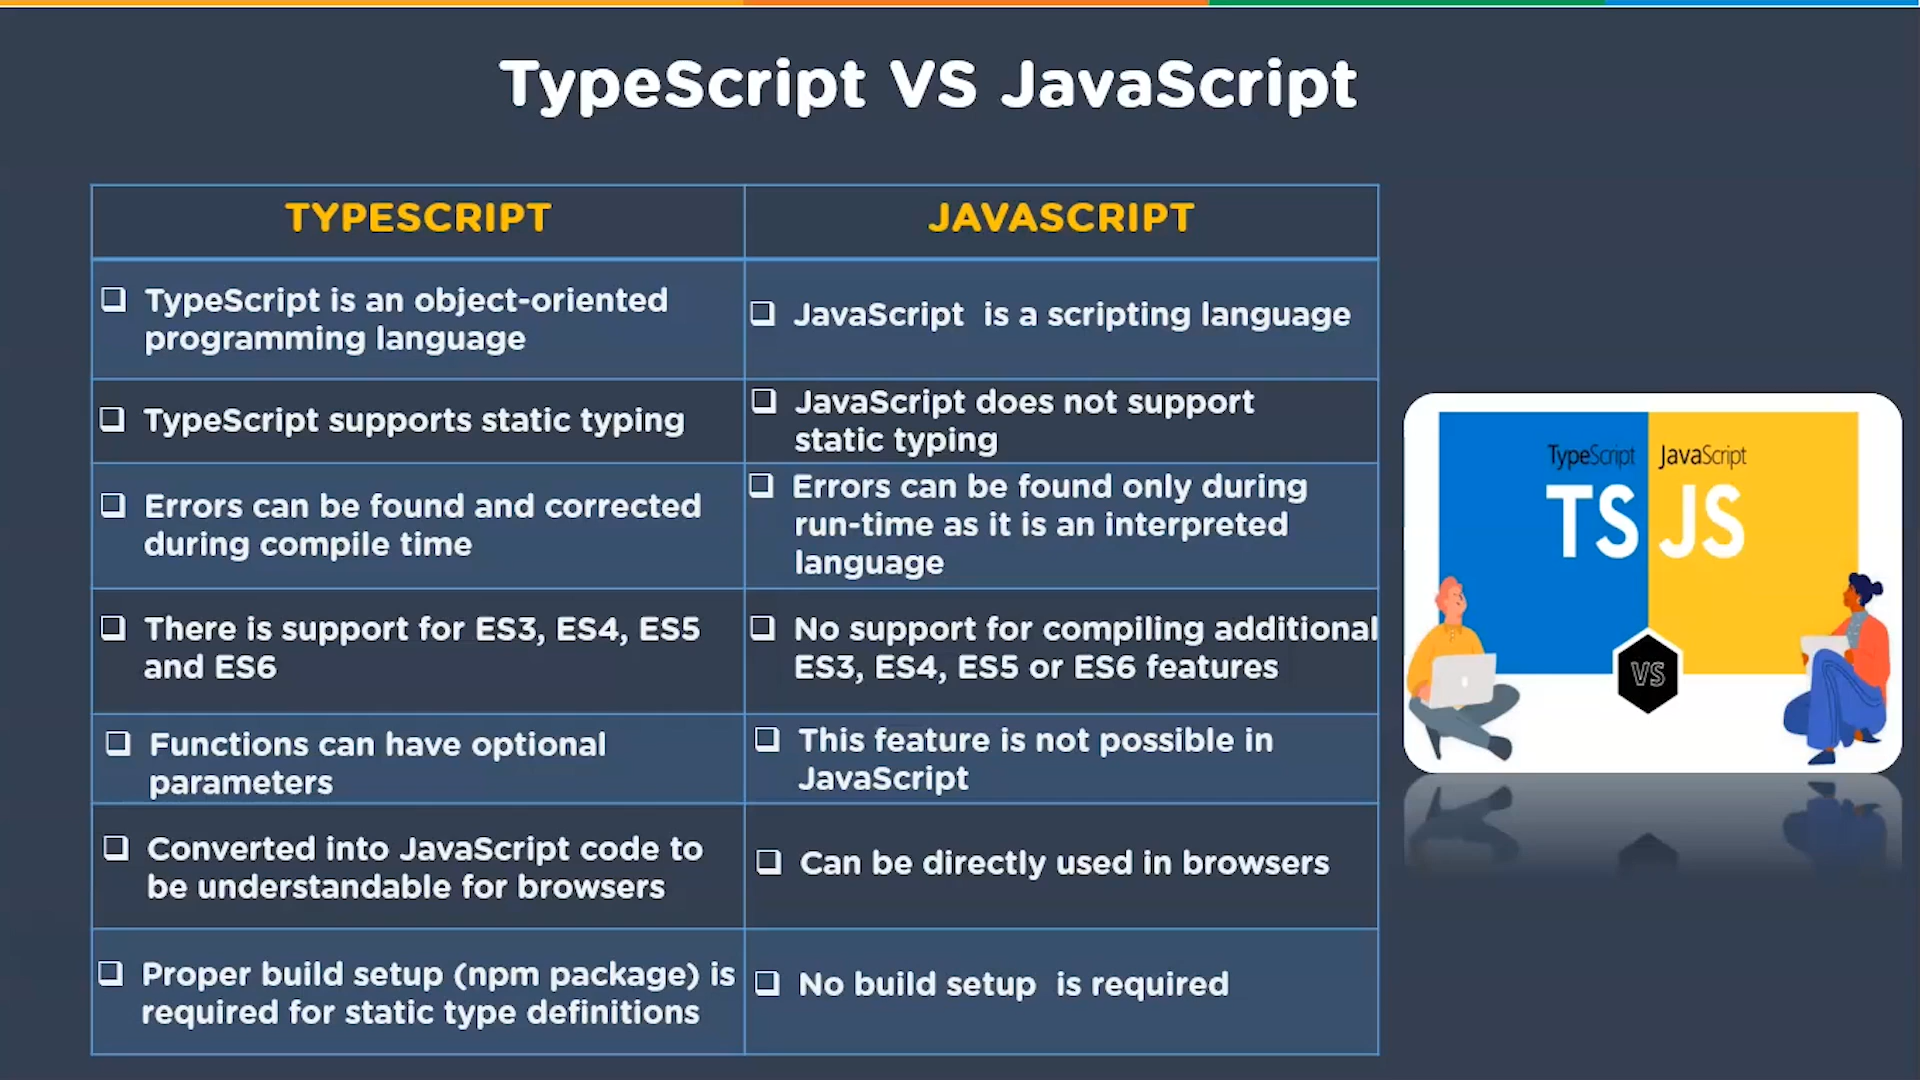 TypeScript VS JavaScript
TYPESCRIPT
JAVASCRIPT
❑ TypeScript is an object-oriented
programming language
❑ JavaScript is a scripting language
❑ TypeScript supports static typing
❑ JavaScript does not support
static typing
❑ Errors can be found and corrected
during compile time
❑ Errors can be found only during
run-time as it is an interpreted
language
❑ There is support for ES3, ES4, ES5
and ES6
❑ No support for compiling additional
ES3, ES4, ES5 or ES6 features
❑ Functions can have optional
parameters
❑ This feature is not possible in
JavaScript
❑ Converted into JavaScript code to
be understandable for browsers
❑ Can be directly used in browsers
❑ Proper build setup (npm package) is
required for static type definitions
❑ No build setup is required
TypeScript
JavaScript
TS
JS
VS